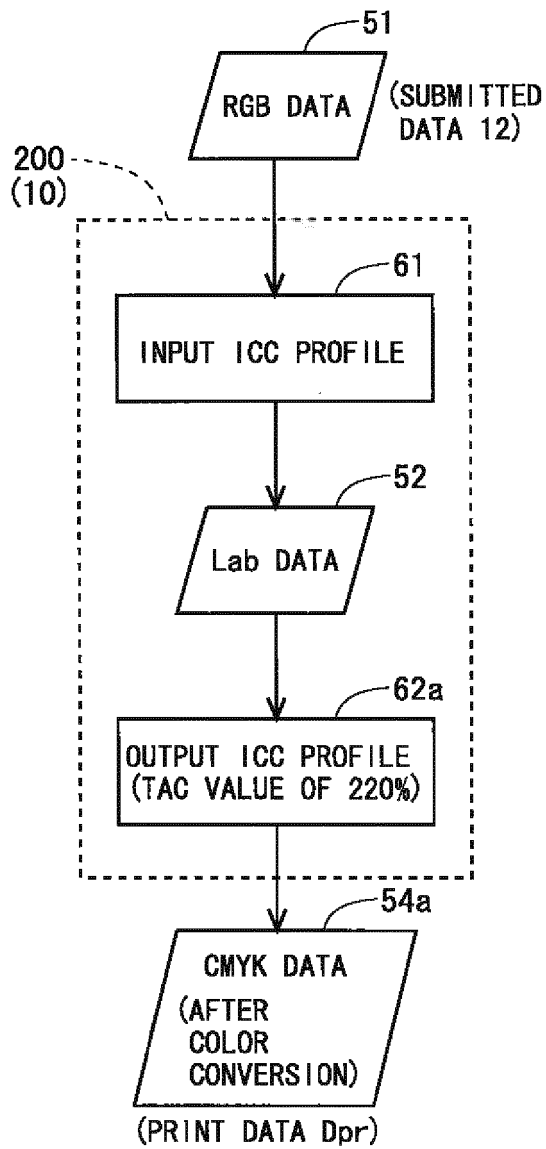 51
RGB DATA
(SUBMITTED
DATA 12)
200
(10)
61
INPUT ICC PROFILE
52
Lab DATA
62a
OUTPUT ICC PROFILE
(TAC VALUE OF 220%)
54a
CMYK DATA
(AFTER
COLOR
CONVERSION)
(PRINT DATA Dpr)